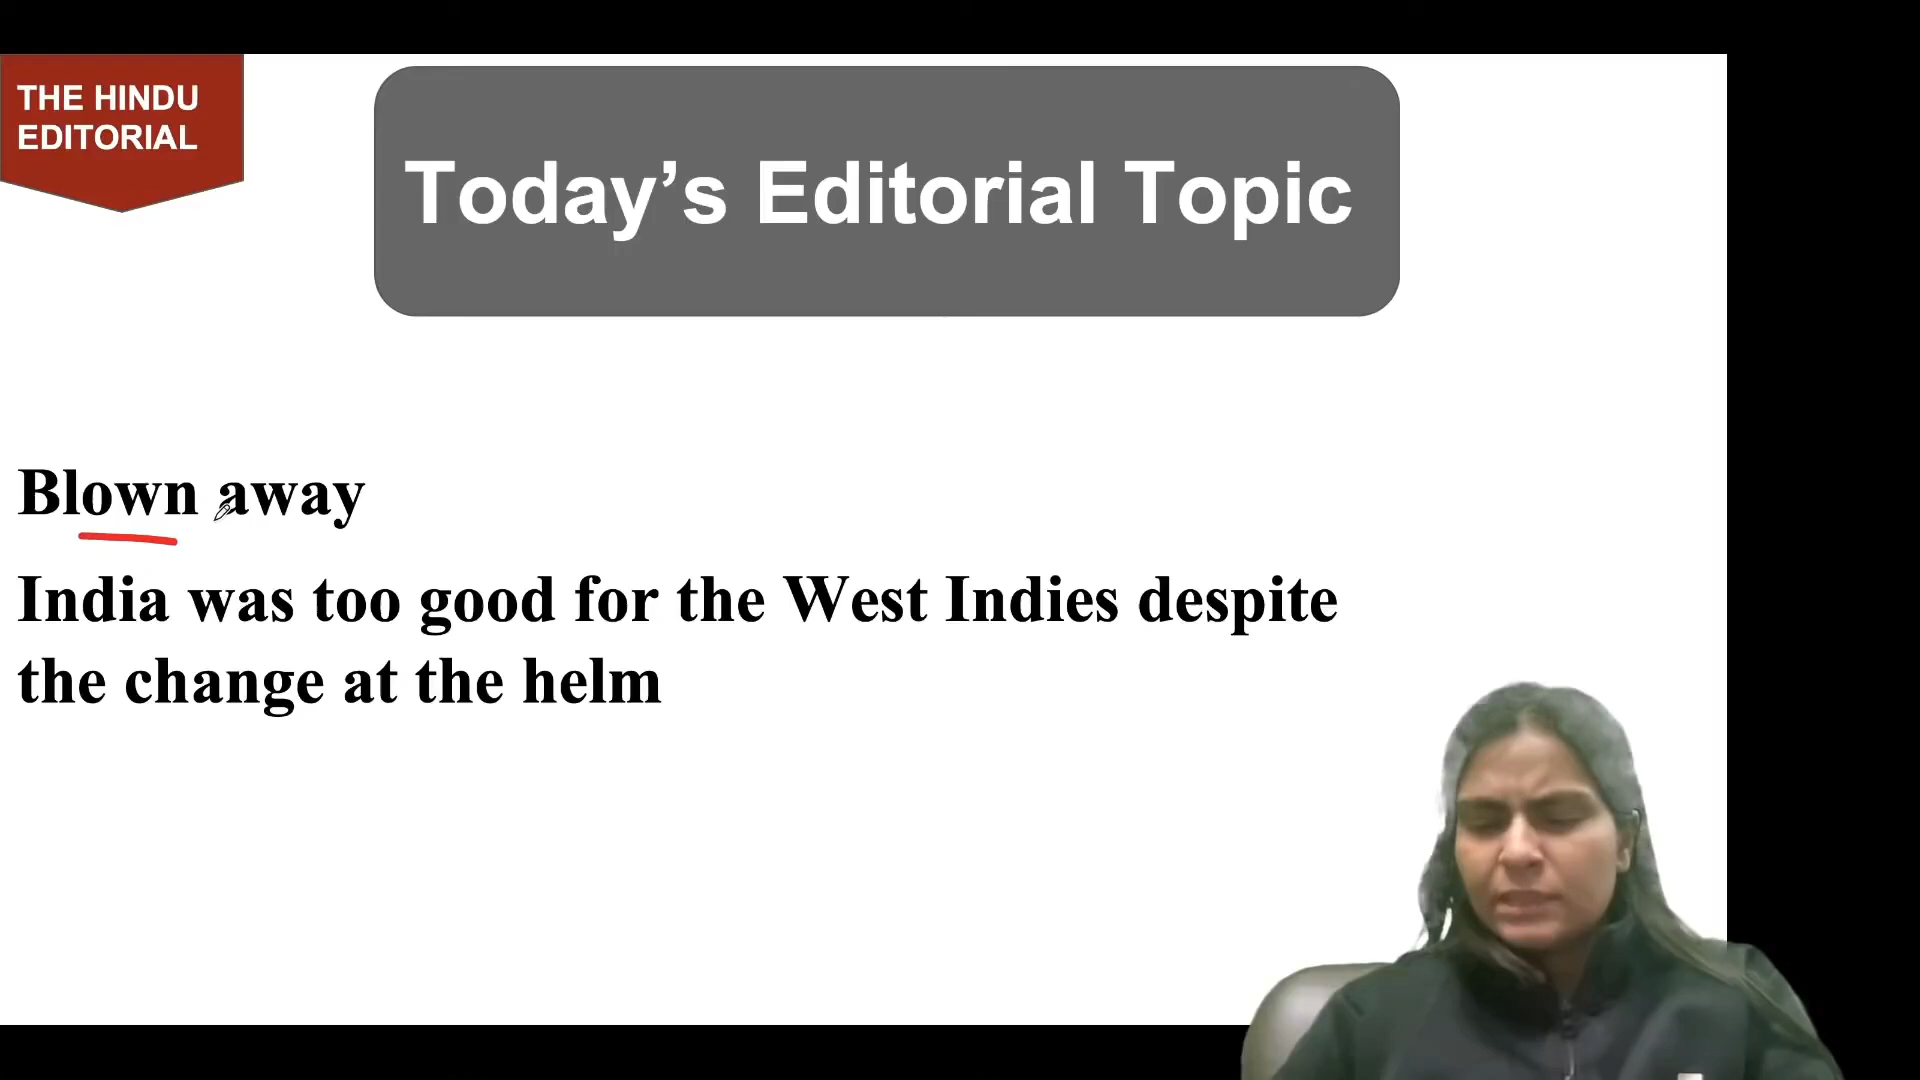 THE HINDU
EDITORIAL
Today’s Editorial Topic
Blown away
India was too good for the West Indies despite
the change at the helm